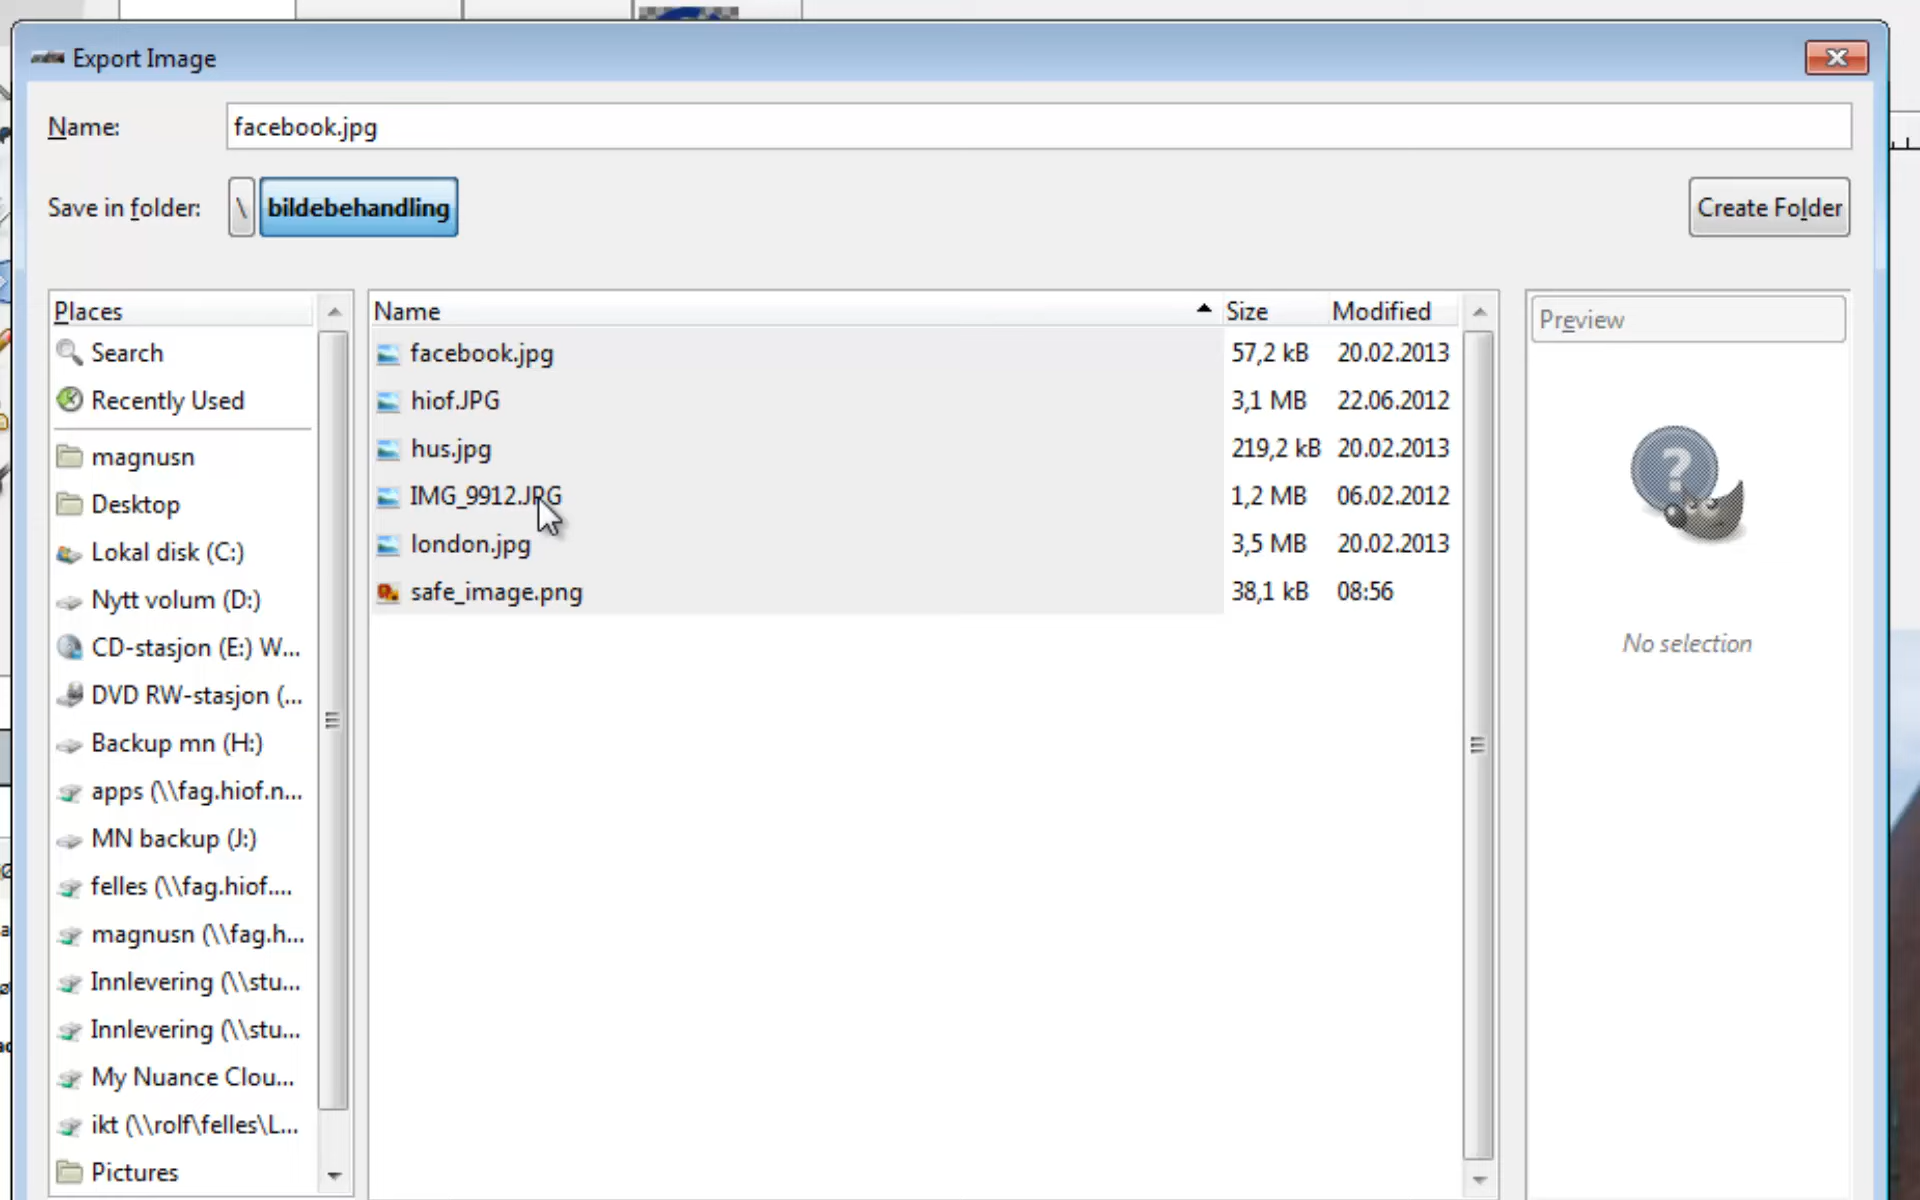 Export Image
Name: facebook.jpg
Save in folder: \ bildebehandling Create Folder
Places
Search
Recently Used
magnusn
Desktop
Lokal disk (C:)
Nytt volum (D:)
CD-stasjon (E:) W...
DVD RW-stasjon (...
Backup mn (H:)
apps (\\fag.hiof.n...
MN backup (J:)
felles (\\fag.hiof....
magnusn (\\fag.h...
Innlevering (\\stu...
Innlevering (\\stu...
My Nuance Clou...
ikt (\\rolf\felles\L...
Pictures
Name Size Modified
facebook.jpg 57,2 kB 20.02.2013
hiof.JPG 3,1 MB 22.06.2012
hus.jpg 219,2 kB 20.02.2013
IMG_9912.JPG 1,2 MB 06.02.2012
london.jpg 3,5 MB 20.02.2013
safe_image.png 38,1 kB 08:56
Preview
?
No selection